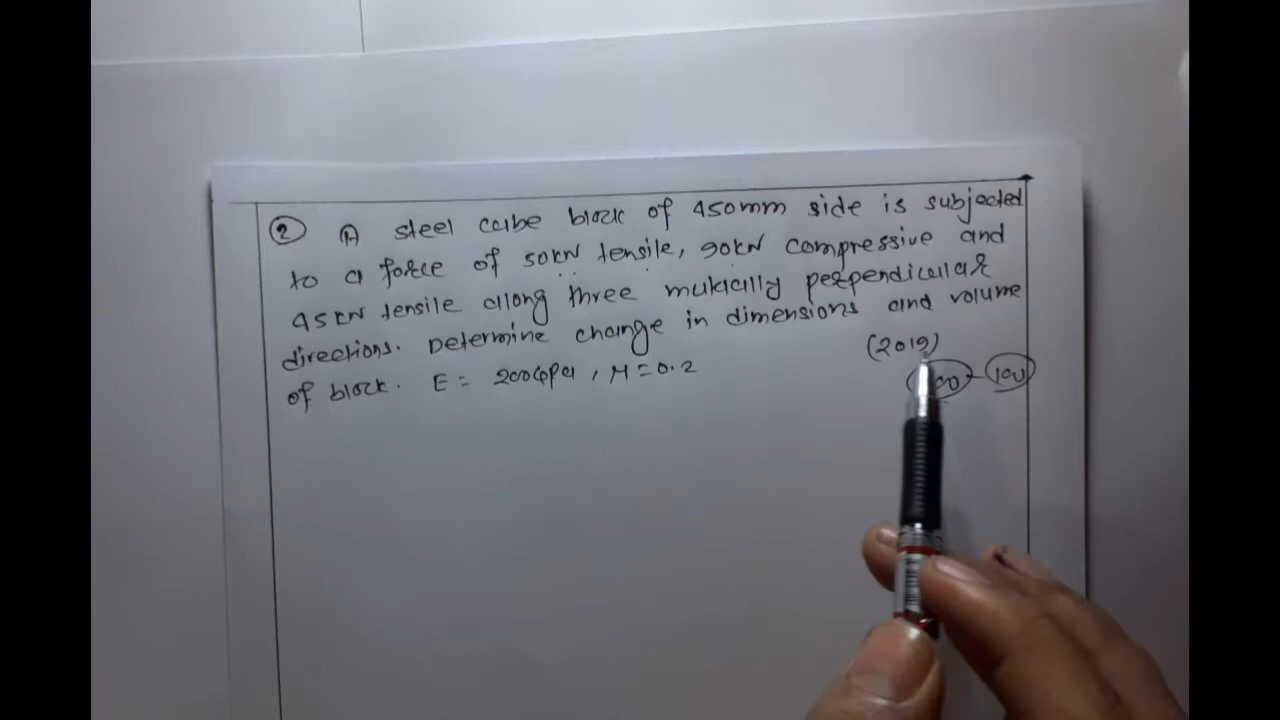 ② A steel cube block of 450mm side is subjected
to a force of 50kN tensile, 90kN compressive and
45kN tensile along three mutually perpendicular
directions. Determine change in dimensions and volume
of block. E = 200Gpa, μ = 0.2
(2019)